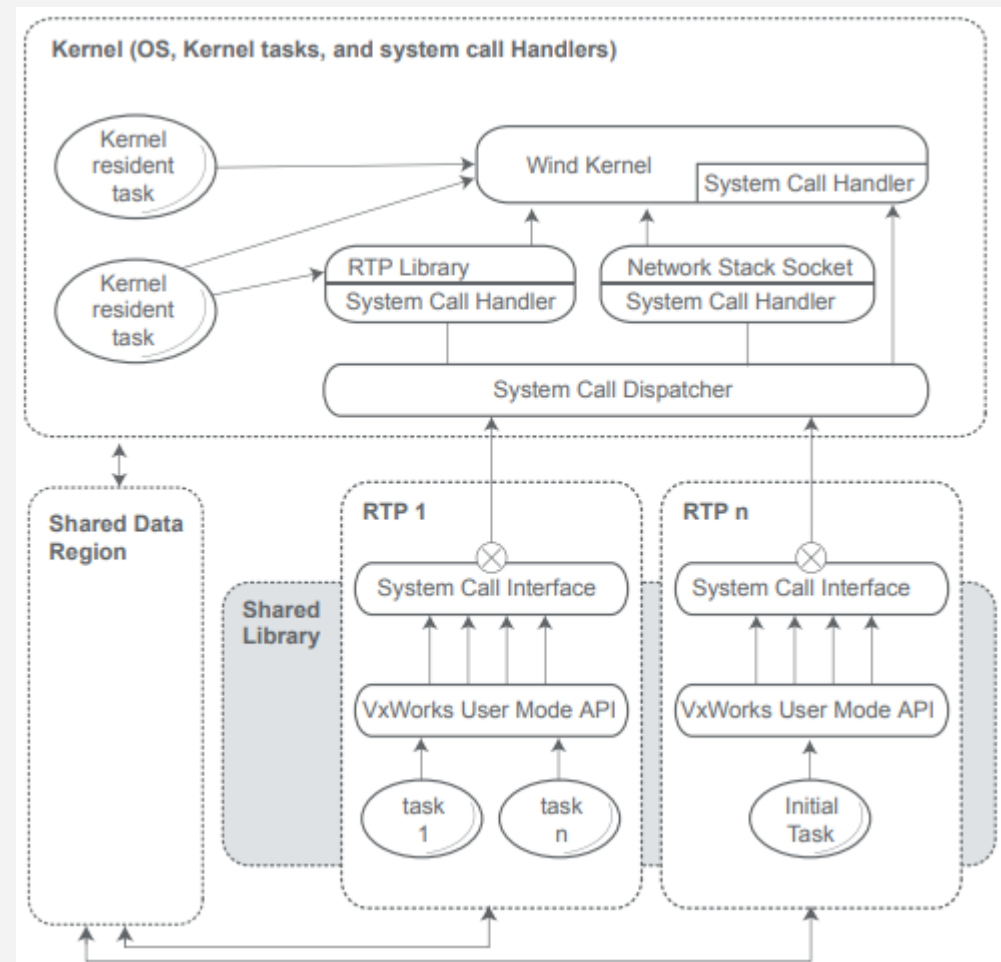 Kernel (OS, Kernel tasks, and system call Handlers)
Kernel
resident
task
Wind Kernel
System Call Handler
Kernel
resident
task
RTP Library
System Call Handler
Network Stack Socket
System Call Handler
System Call Dispatcher
Shared Data
Region
RTP 1
RTP n
System Call Interface
System Call Interface
Shared
Library
VxWorks User Mode API
VxWorks User Mode API
task
1
task
n
Initial
Task